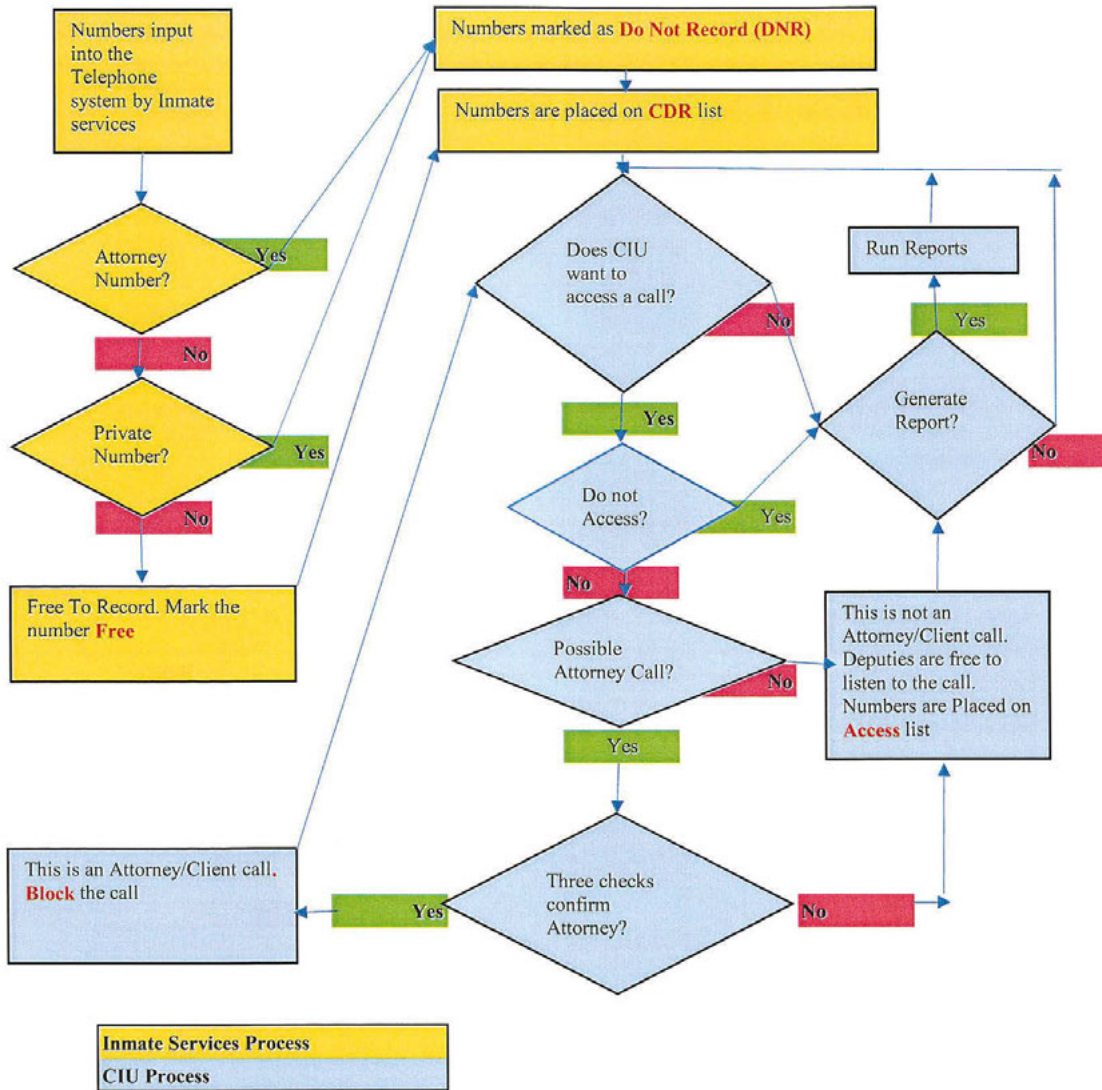 Numbers input
into the
Telephone
system by Inmate
services
Numbers marked as Do Not Record (DNR)
Numbers are placed on CDR list
Attorney
Number?
Yes
No
Private
Number?
Yes
No
Free To Record. Mark the
number Free
Does CIU
want to
access a call?
No
Yes
Run Reports
Yes
Generate
Report?
No
Do not
Access?
Yes
No
Possible
Attorney Call?
No
Yes
This is not an
Attorney/Client call.
Deputies are free to
listen to the call.
Numbers are Placed on
Access list
Three checks
confirm
Attorney?
Yes
No
This is an Attorney/Client call.
Block the call
Inmate Services Process
CIU Process